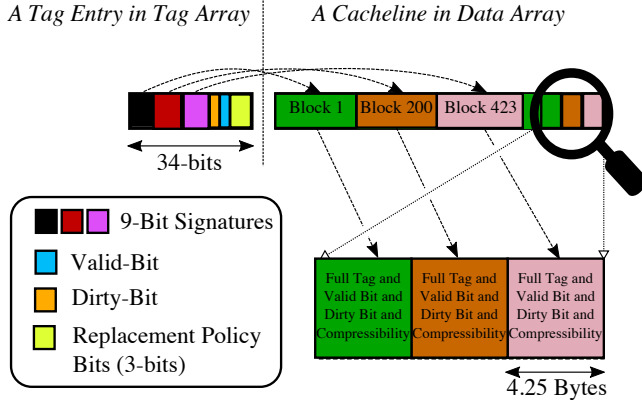 A Tag Entry in Tag Array
A Cacheline in Data Array
Block 1
Block 200
Block 423
34-bits
9-Bit Signatures
Valid-Bit
Dirty-Bit
Replacement Policy
Bits (3-bits)
Full Tag and
Valid Bit and
Dirty Bit and
Compressibility
Full Tag and
Valid Bit and
Dirty Bit and
Compressibility
Full Tag and
Valid Bit and
Dirty Bit and
Compressibility
4.25 Bytes